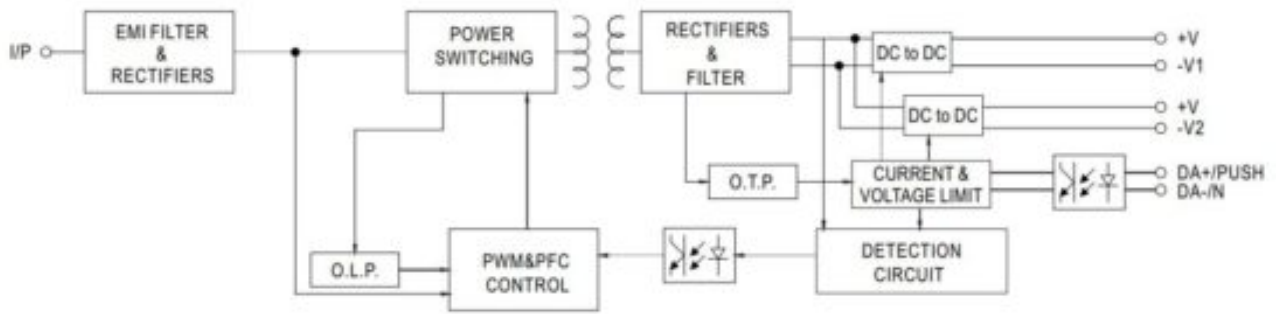 I/P
EMI FILTER
&
RECTIFIERS
POWER
SWITCHING
RECTIFIERS
&
FILTER
DC to DC
+V
-V1
DC to DC
+V
-V2
O.T.P.
CURRENT &
VOLTAGE LIMIT
DA+/PUSH
DA-/N
O.L.P.
PWM&PFC
CONTROL
DETECTION
CIRCUIT